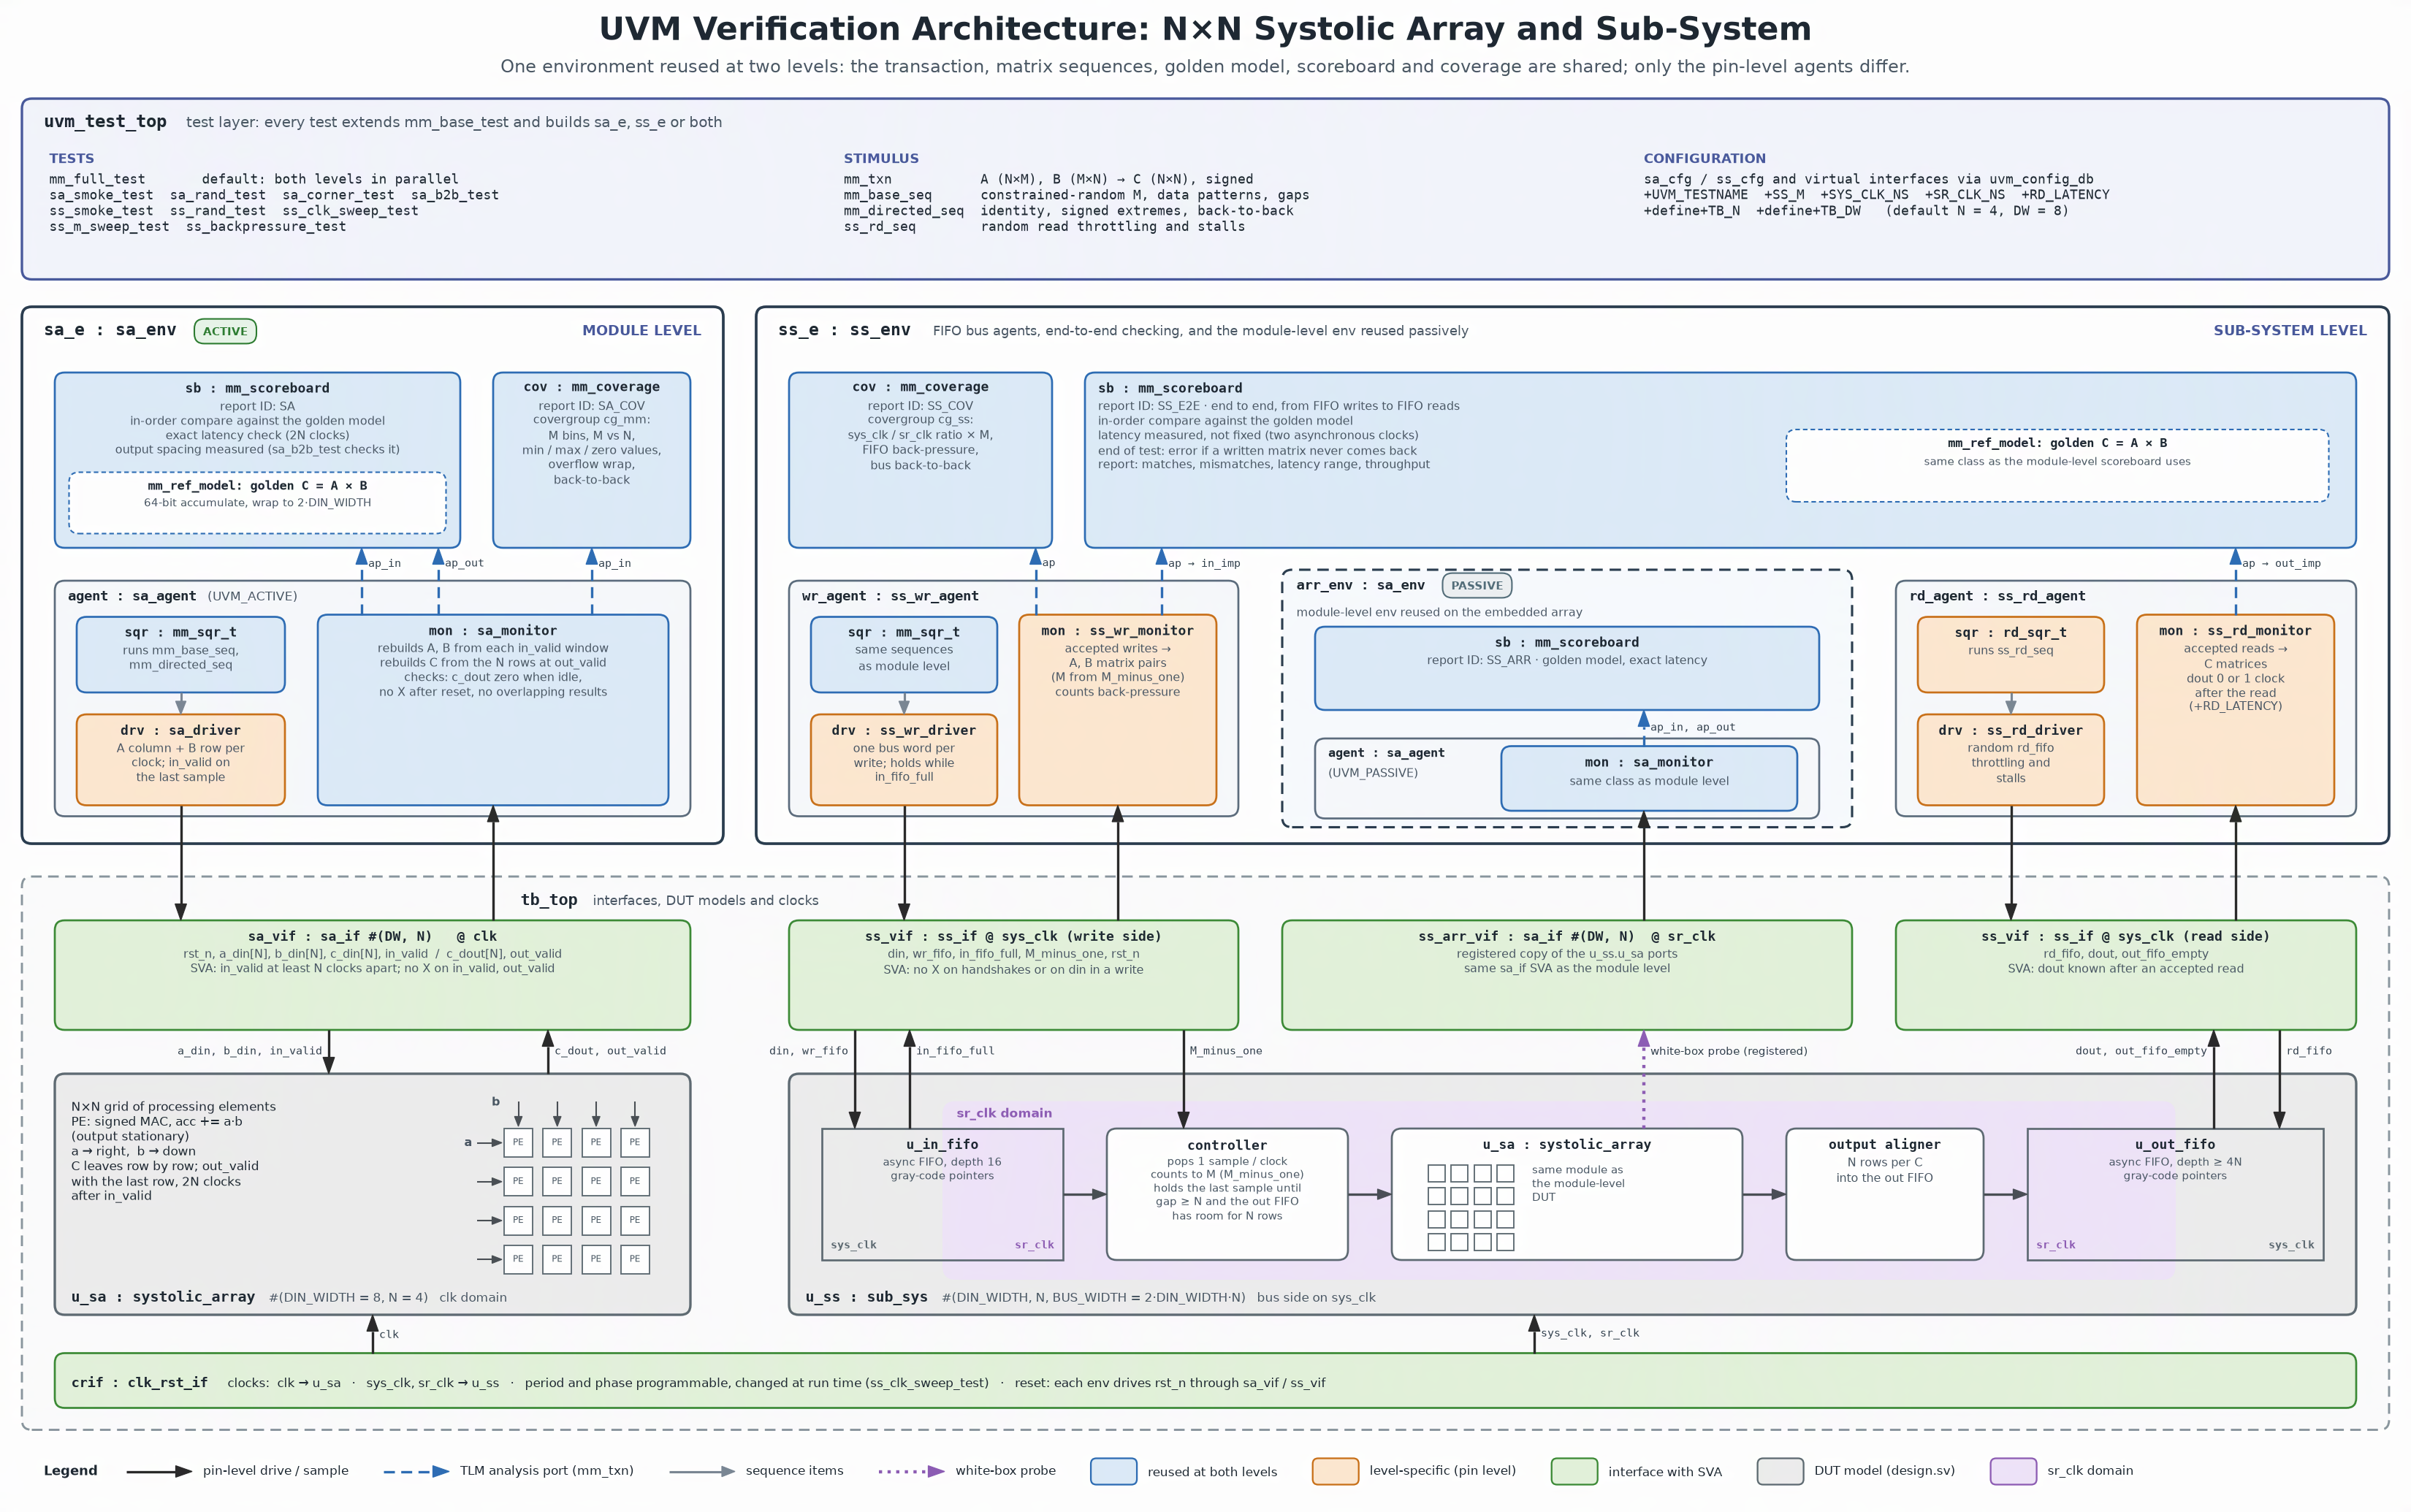 UVM Verification Architecture: N×N Systolic Array and Sub-System
One environment reused at two levels: the transaction, matrix sequences, golden model, scoreboard and coverage are shared; only the pin-level agents differ.
uvm_test_top test layer: every test extends mm_base_test and builds sa_e, ss_e or both
TESTS
mm_full_test default: both levels in parallel
sa_smoke_test sa_rand_test sa_corner_test sa_b2b_test
ss_smoke_test ss_rand_test ss_clk_sweep_test
ss_m_sweep_test ss_backpressure_test
STIMULUS
mm_txn A (N×M), B (M×N) → C (N×N), signed
mm_base_seq constrained-random M, data patterns, gaps
mm_directed_seq identity, signed extremes, back-to-back
ss_rd_seq random read throttling and stalls
CONFIGURATION
sa_cfg / ss_cfg and virtual interfaces via uvm_config_db
+UVM_TESTNAME +SS_M +SYS_CLK_NS +SR_CLK_NS +RD_LATENCY
+define+TB_N +define+TB_DW (default N = 4, DW = 8)
sa_e : sa_env ACTIVE MODULE LEVEL
sb : mm_scoreboard
report ID: SA
in-order compare against the golden model
exact latency check (2N clocks)
output spacing measured (sa_b2b_test checks it)
mm_ref_model: golden C = A × B
64-bit accumulate, wrap to 2·DIN_WIDTH
cov : mm_coverage
report ID: SA_COV
covergroup cg_mm:
M bins, M vs N,
min / max / zero values,
overflow wrap,
back-to-back
ap_in
ap_out
ap_in
agent : sa_agent (UVM_ACTIVE)
sqr : mm_sqr_t
runs mm_base_seq,
mm_directed_seq
drv : sa_driver
A column + B row per
clock; in_valid on
the last sample
mon : sa_monitor
rebuilds A, B from each in_valid window
rebuilds C from the N rows at out_valid
checks: c_dout zero when idle,
no X after reset, no overlapping results
ss_e : ss_env FIFO bus agents, end-to-end checking, and the module-level env reused passively SUB-SYSTEM LEVEL
cov : mm_coverage
report ID: SS_COV
covergroup cg_ss:
sys_clk / sr_clk ratio × M,
FIFO back-pressure,
bus back-to-back
sb : mm_scoreboard
report ID: SS_E2E · end to end, from FIFO writes to FIFO reads
in-order compare against the golden model
latency measured, not fixed (two asynchronous clocks)
end of test: error if a written matrix never comes back
report: matches, mismatches, latency range, throughput
mm_ref_model: golden C = A × B
same class as the module-level scoreboard uses
ap
ap → in_imp
ap → out_imp
wr_agent : ss_wr_agent
sqr : mm_sqr_t
same sequences
as module level
drv : ss_wr_driver
one bus word per
write; holds while
in_fifo_full
mon : ss_wr_monitor
accepted writes →
A, B matrix pairs
(M from M_minus_one)
counts back-pressure
arr_env : sa_env PASSIVE
module-level env reused on the embedded array
sb : mm_scoreboard
report ID: SS_ARR · golden model, exact latency
ap_in, ap_out
agent : sa_agent
(UVM_PASSIVE)
mon : sa_monitor
same class as module level
rd_agent : ss_rd_agent
sqr : rd_sqr_t
runs ss_rd_seq
drv : ss_rd_driver
random rd_fifo
throttling and
stalls
mon : ss_rd_monitor
accepted reads →
C matrices
dout 0 or 1 clock
after the read
(+RD_LATENCY)
tb_top interfaces, DUT models and clocks
sa_vif : sa_if #(DW, N) @ clk
rst_n, a_din[N], b_din[N], c_din[N], in_valid / c_dout[N], out_valid
SVA: in_valid at least N clocks apart; no X on in_valid, out_valid
ss_vif : ss_if @ sys_clk (write side)
din, wr_fifo, in_fifo_full, M_minus_one, rst_n
SVA: no X on handshakes or on din in a write
ss_arr_vif : sa_if #(DW, N) @ sr_clk
registered copy of the u_ss.u_sa ports
same sa_if SVA as the module level
ss_vif : ss_if @ sys_clk (read side)
rd_fifo, dout, out_fifo_empty
SVA: dout known after an accepted read
a_din, b_din, in_valid
c_dout, out_valid
din, wr_fifo
in_fifo_full
M_minus_one
white-box probe (registered)
dout, out_fifo_empty
rd_fifo
N×N grid of processing elements
PE: signed MAC, acc += a·b
(output stationary)
a → right, b → down
C leaves row by row; out_valid
with the last row, 2N clocks
after in_valid
b
a
PE PE PE PE
PE PE PE PE
PE PE PE PE
PE PE PE PE
u_sa : systolic_array #(DIN_WIDTH = 8, N = 4) clk domain
sr_clk domain
u_in_fifo
async FIFO, depth 16
gray-code pointers
sys_clk sr_clk
controller
pops 1 sample / clock
counts to M (M_minus_one)
holds the last sample until
gap ≥ N and the out FIFO
has room for N rows
u_sa : systolic_array
same module as
the module-level
DUT
output aligner
N rows per C
into the out FIFO
u_out_fifo
async FIFO, depth ≥ 4N
gray-code pointers
sr_clk sys_clk
u_ss : sub_sys #(DIN_WIDTH, N, BUS_WIDTH = 2·DIN_WIDTH·N) bus side on sys_clk
clk
sys_clk, sr_clk
crif : clk_rst_if clocks: clk → u_sa · sys_clk, sr_clk → u_ss · period and phase programmable, changed at run time (ss_clk_sweep_test) · reset: each env drives rst_n through sa_vif / ss_vif
Legend pin-level drive / sample TLM analysis port (mm_txn) sequence items white-box probe reused at both levels level-specific (pin level) interface with SVA DUT model (design.sv) sr_clk domain